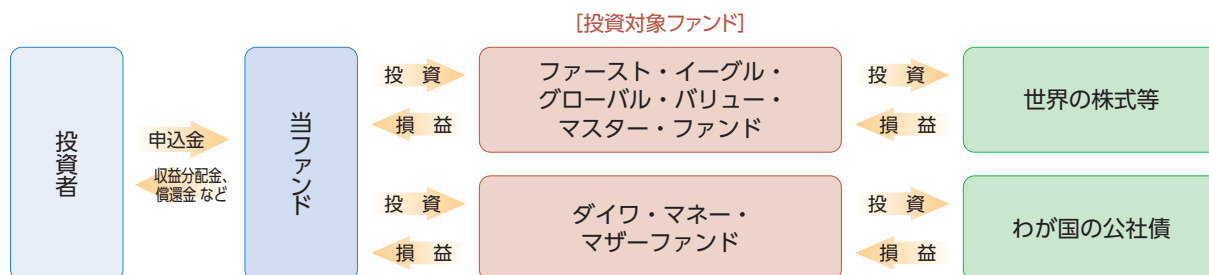 [投資対象ファンド]
投資者
申込金
収益分配金、
償還金 など
当ファンド
投 資
損 益
ファースト・イーグル・
グローバル・バリュー・
マスター・ファンド
投 資
損 益
世界の株式等
投 資
損 益
ダイワ・マネー・
マザーファンド
投 資
損 益
わが国の公社債